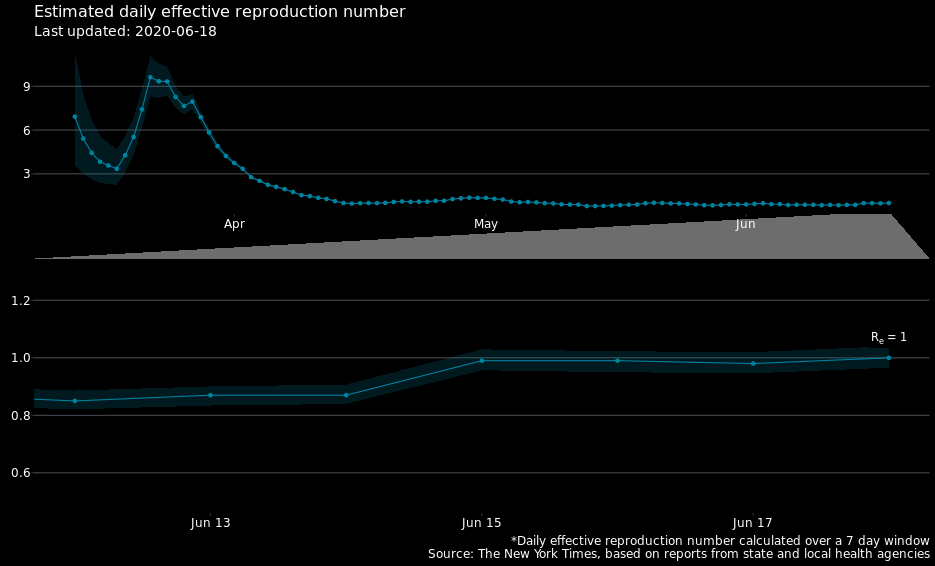 Estimated daily effective reproduction number
Last updated: 2020-06-18
9
6
3
Apr May Jun
1.2
Re = 1
1.0
0.8
0.6
Jun 13 Jun 15 Jun 17
*Daily effective reproduction number calculated over a 7 day window
Source: The New York Times, based on reports from state and local health agencies